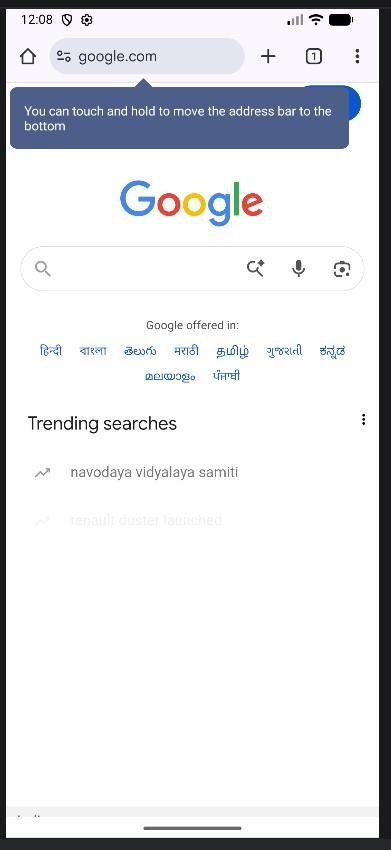 12:08
google.com
1
You can touch and hold to move the address bar to the
bottom
Google
Google offered in:
हिन्दी বাংলা తెలుగు मराठी தமிழ் ગુજરાતી ಕನ್ನಡ
മലയാളം ਪੰਜਾਬੀ
Trending searches
navodaya vidyalaya samiti
renault duster launched